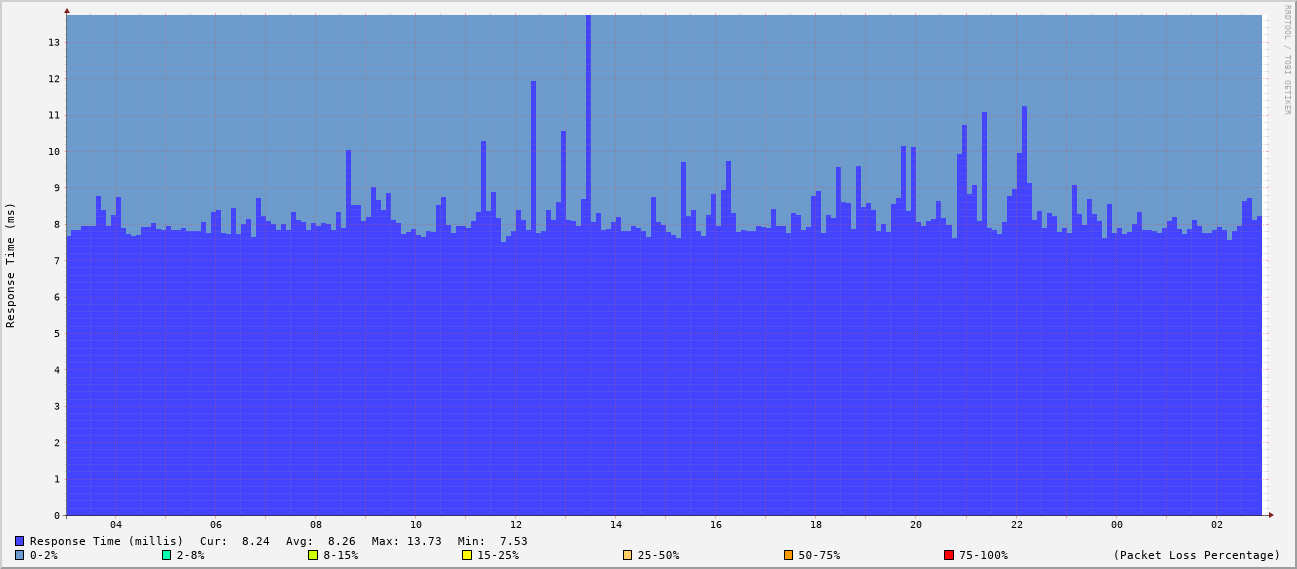 RRDTOOL / TOBI OETIKER
Response Time (ms)
13
12
11
10
9
8
7
6
5
4
3
2
1
0
04 06 08 10 12 14 16 18 20 22 00 02
Response Time (millis) Cur: 8.24 Avg: 8.26 Max: 13.73 Min: 7.53
0-2% 2-8% 8-15% 15-25% 25-50% 50-75% 75-100% (Packet Loss Percentage)